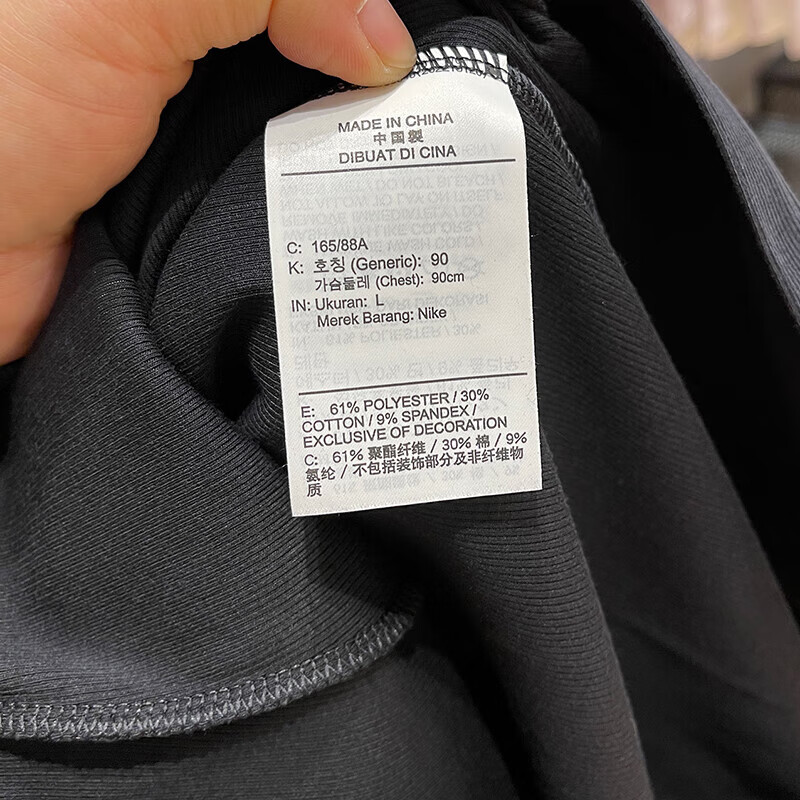 MADE IN CHINA
中国製
DIBUAT DI CINA
C: 165/88A
K: 호칭 (Generic): 90
가슴둘레 (Chest): 90cm
IN: Ukuran: L
Merek Barang: Nike
E: 61% POLYESTER / 30%
COTTON / 9% SPANDEX /
EXCLUSIVE OF DECORATION
C: 61% 聚酯纤维 / 30% 棉 / 9%
氨纶 / 不包括装饰部分及非纤维物
质